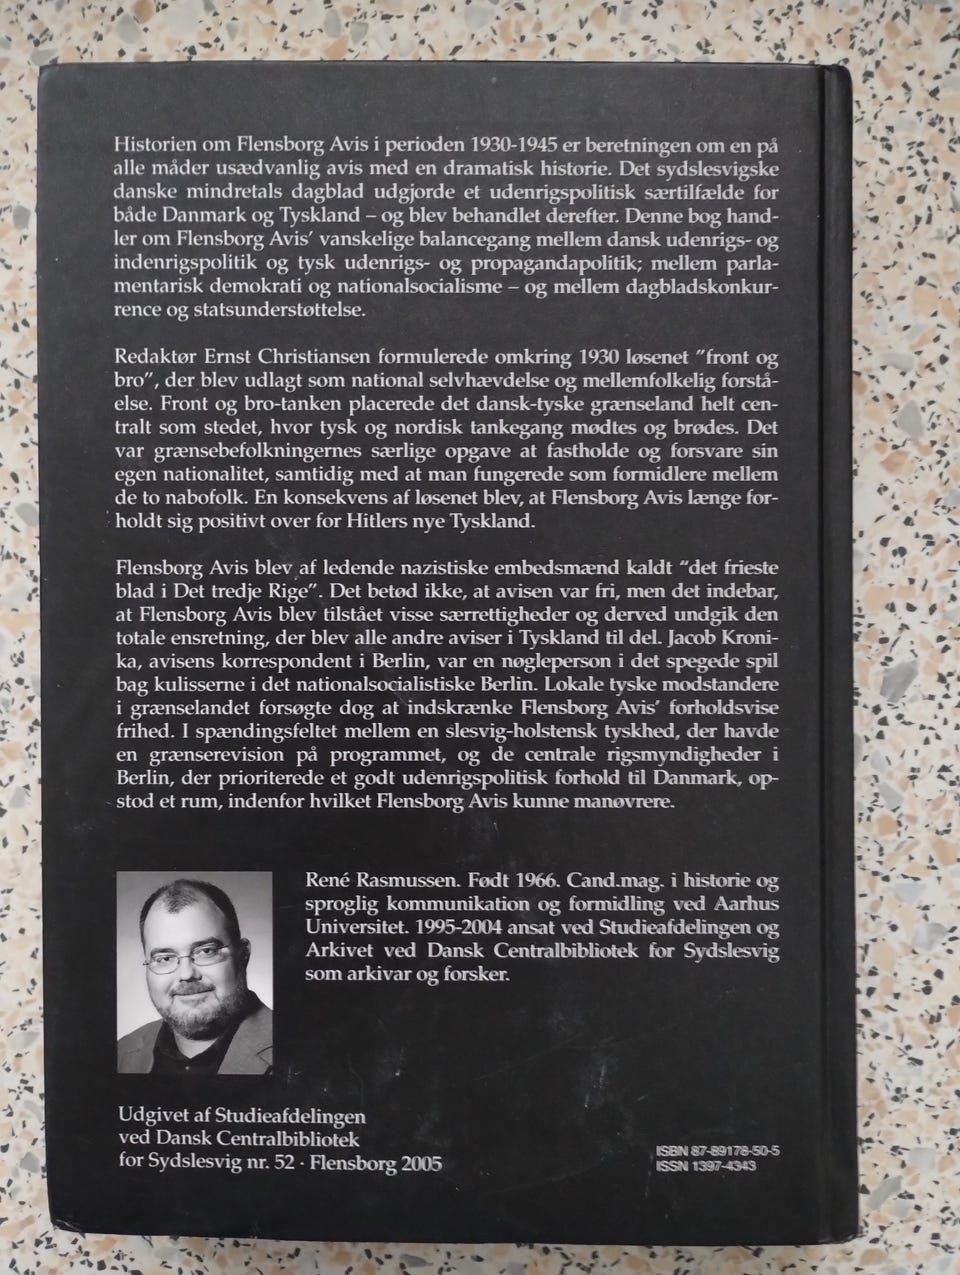 Historien om Flensborg Avis i perioden 1930-1945 er beretningen om en på
alle måder usædvanlig avis med en dramatisk historie. Det sydslesvigske
danske mindretals dagblad udgjorde et udenrigspolitisk særtilfælde for
både Danmark og Tyskland – og blev behandlet derefter. Denne bog hand-
ler om Flensborg Avis' vanskelige balancegang mellem dansk udenrigs- og
indenrigspolitik og tysk udenrigs- og propagandapolitik; mellem parla-
mentarisk demokrati og nationalsocialisme – og mellem dagbladskonkur-
rence og statsunderstøttelse.
Redaktør Ernst Christiansen formulerede omkring 1930 løsenet "front og
bro", der blev udlagt som national selvhævdelse og mellemfolkelig forstå-
else. Front og bro-tanken placerede det dansk-tyske grænseland helt cen-
tralt som stedet, hvor tysk og nordisk tankegang mødtes og brødes. Det
var grænsebefolkningernes særlige opgave at fastholde og forsvare sin
egen nationalitet, samtidig med at man fungerede som formidlere mellem
de to nabofolk. En konsekvens af løsenet blev, at Flensborg Avis længe for-
holdt sig positivt over for Hitlers nye Tyskland.
Flensborg Avis blev af ledende nazistiske embedsmænd kaldt "det frieste
blad i Det tredje Rige". Det betød ikke, at avisen var fri, men det indebar,
at Flensborg Avis blev tilstået visse særrettigheder og derved undgik den
totale ensretning, der blev alle andre aviser i Tyskland til del. Jacob Kroni-
ka, avisens korrespondent i Berlin, var en nøgleperson i det spegede spil
bag kulisserne i det nationalsocialistiske Berlin. Lokale tyske modstandere
i grænselandet forsøgte dog at indskrænke Flensborg Avis' forholdsvise
frihed. I spændingsfeltet mellem en slesvig-holstensk tyskhed, der havde
en grænserevision på programmet, og de centrale rigsmyndigheder i
Berlin, der prioriterede et godt udenrigspolitisk forhold til Danmark, op-
stod et rum, indenfor hvilket Flensborg Avis kunne manøvrere.
René Rasmussen. Født 1966. Cand.mag. i historie og
sproglig kommunikation og formidling ved Aarhus
Universitet. 1995-2004 ansat ved Studieafdelingen og
Arkivet ved Dansk Centralbibliotek for Sydslesvig
som arkivar og forsker.
Udgivet af Studieafdelingen
ved Dansk Centralbibliotek
for Sydslesvig nr. 52 · Flensborg 2005
ISBN 87-89178-50-5
ISSN 1397-4343